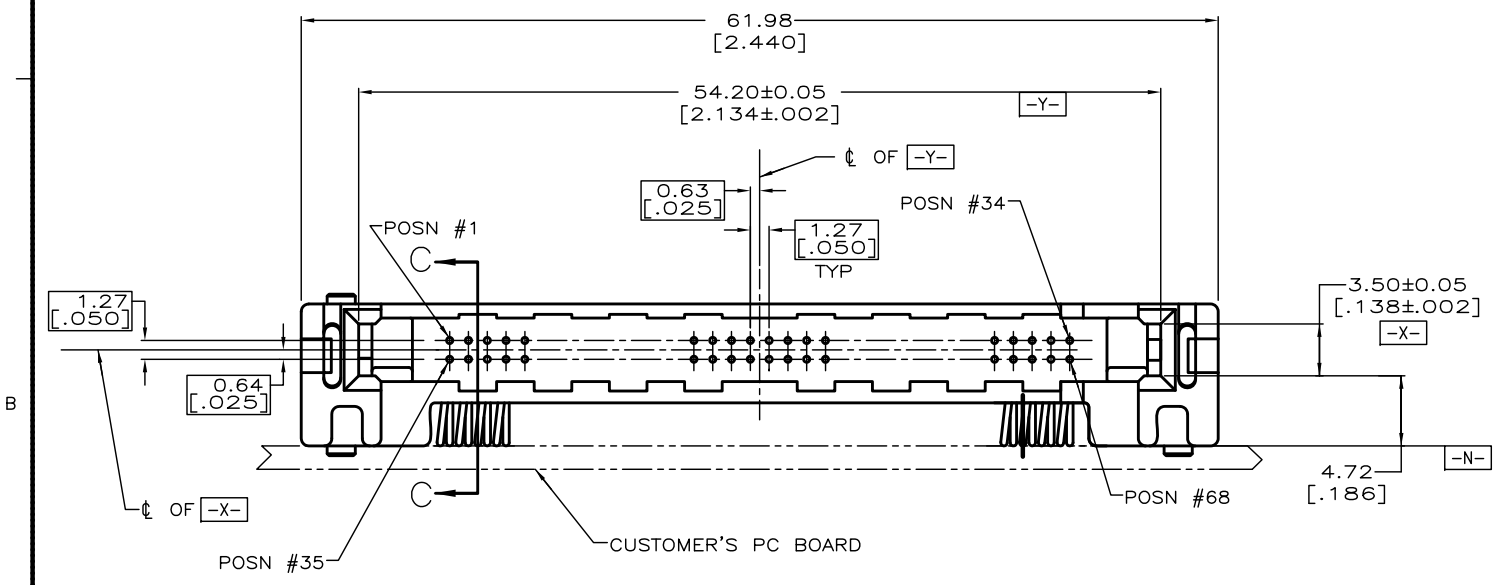 61.98
[2.440]
54.20±0.05
[2.134±.002]
-Y-
℄ OF -Y-
0.63
[.025]
POSN #34
POSN #1
1.27
[.050]
TYP
C
3.50±0.05
[.138±.002]
-X-
1.27
[.050]
0.64
[.025]
B
C
4.72
[.186]
-N-
℄ OF -X-
POSN #68
CUSTOMER'S PC BOARD
POSN #35